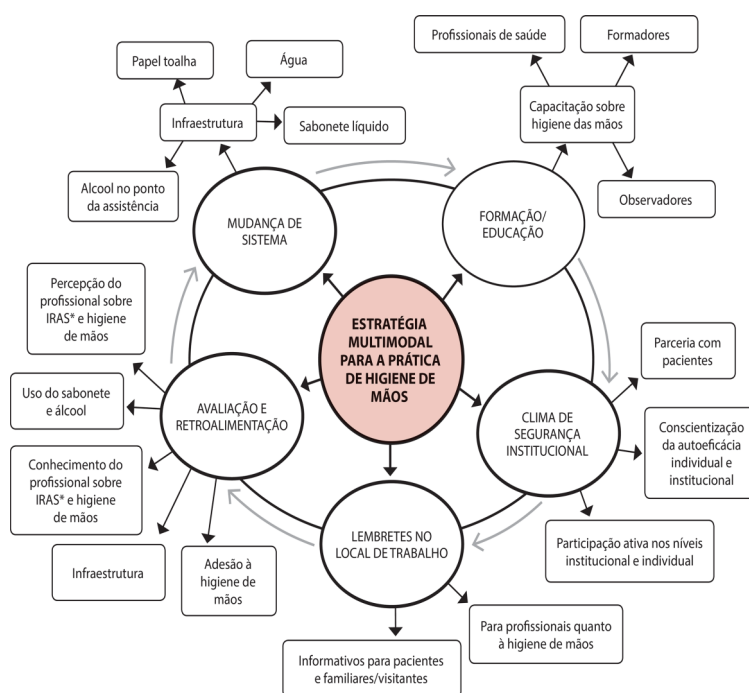 Profissionais de saúde
Formadores
Papel toalha
Água
Infraestrutura
Sabonete líquido
Capacitação sobre
higiene das mãos
Alcool no ponto
da assistência
Observadores
MUDANÇA DE
SISTEMA
FORMAÇÃO/
EDUCAÇÃO
Percepção do
profissional sobre
IRAS* e higiene
de mãos
ESTRATÉGIA
MULTIMODAL
PARA A PRÁTICA
DE HIGIENE DE
MÃOS
Parceria com
pacientes
Uso do sabonete
e álcool
AVALIAÇÃO E
RETROALIMENTAÇÃO
CLIMA DE
SEGURANÇA
INSTITUCIONAL
Conscientização
da autoeficácia
individual e
institucional
Conhecimento do
profissional sobre
IRAS* e higiene
de mãos
LEMBRETES NO
LOCAL DE TRABALHO
Participação ativa nos níveis
institucional e individual
Infraestrutura
Adesão à
higiene de
mãos
Para profissionais quanto
à higiene de mãos
Informativos para pacientes
e familiares/visitantes